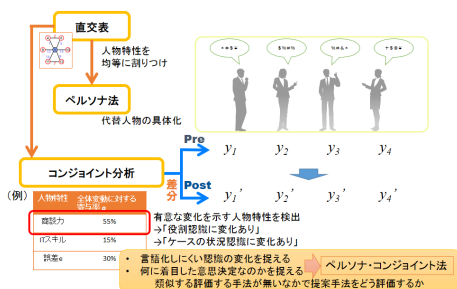 直交表
人物特性を
均等に割りつけ
ペルソナ法
代替人物の具体化
コンジョイント分析
(例)
人物特性 全体変動に対する
寄与率
商談力 55%
ITスキル 15%
誤差e 30%
差分
Pre
Post
y1 y2 y3 y4
y1’ y2’ y3’ y4’
有意な変化を示す人物特性を検出
→「役割認識に変化あり」
→「ケースの状況認識に変化あり」
• 言語化しにくい認識の変化を捉える
• 何に着目した意思決定なのかを捉える
類似する評価する手法が無いなかで提案手法をどう評価するか
ペルソナ・コンジョイント法